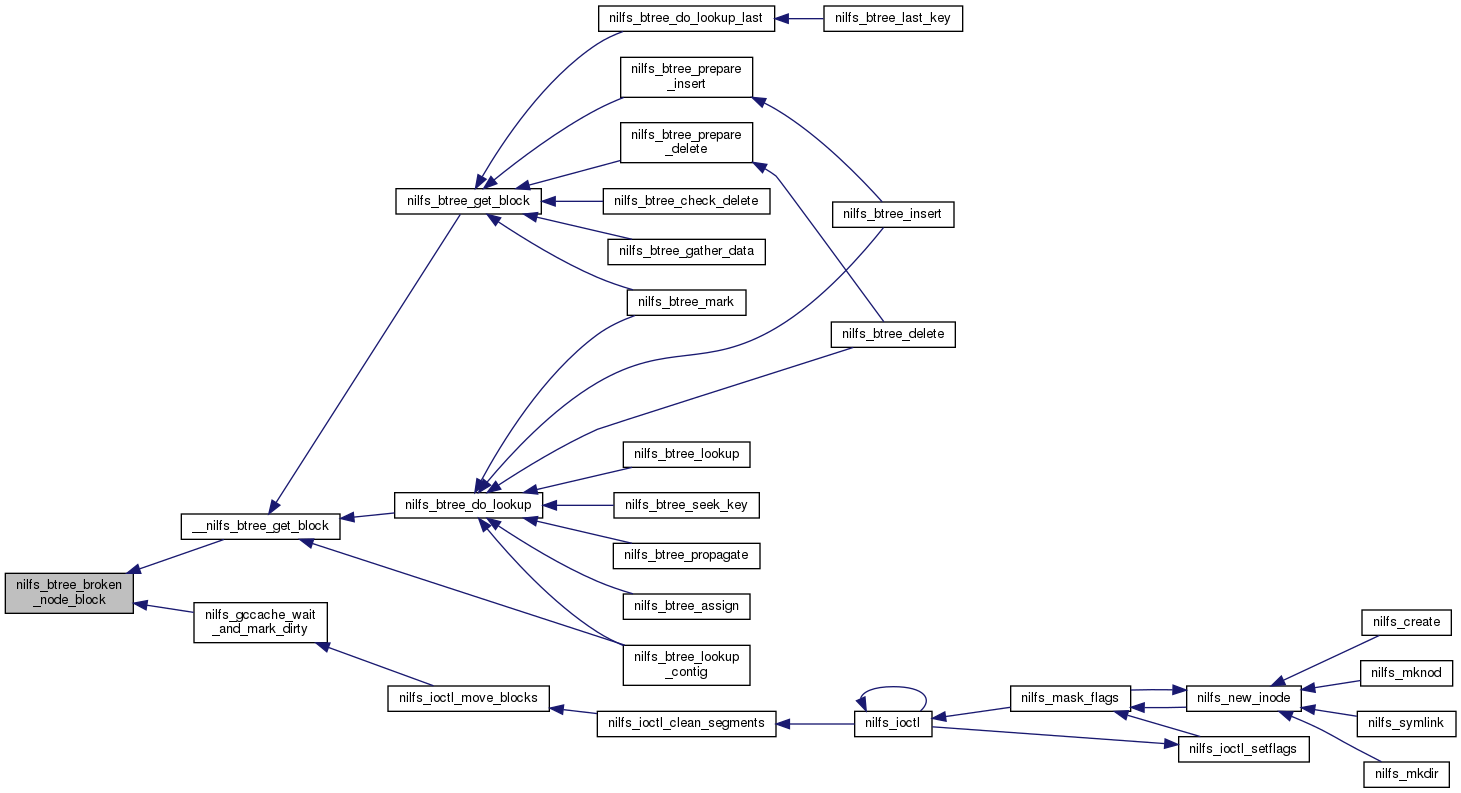 nilfs_btree_do_lookup_last
nilfs_btree_last_key
nilfs_btree_prepare
_insert
nilfs_btree_prepare
_delete
nilfs_btree_get_block
nilfs_btree_check_delete
nilfs_btree_insert
nilfs_btree_gather_data
nilfs_btree_mark
nilfs_btree_delete
nilfs_btree_lookup
nilfs_btree_do_lookup
nilfs_btree_seek_key
__nilfs_btree_get_block
nilfs_btree_propagate
nilfs_btree_broken
_node_block
nilfs_btree_assign
nilfs_gccache_wait
_and_mark_dirty
nilfs_create
nilfs_btree_lookup
_contig
nilfs_mknod
nilfs_ioctl_move_blocks
nilfs_mask_flags
nilfs_new_inode
nilfs_ioctl_clean_segments
nilfs_ioctl
nilfs_symlink
nilfs_ioctl_setflags
nilfs_mkdir